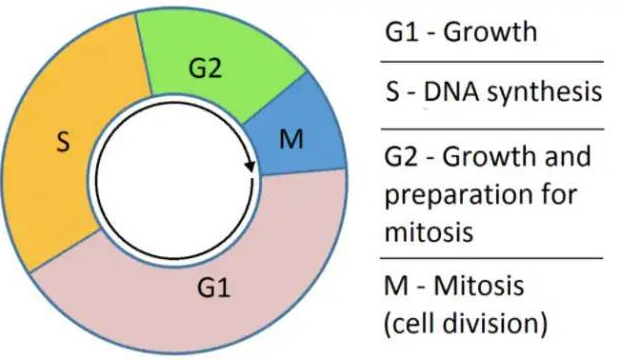 G2
S
M
G1
G1 - Growth
S - DNA synthesis
G2 - Growth and
preparation for
mitosis
M - Mitosis
(cell division)